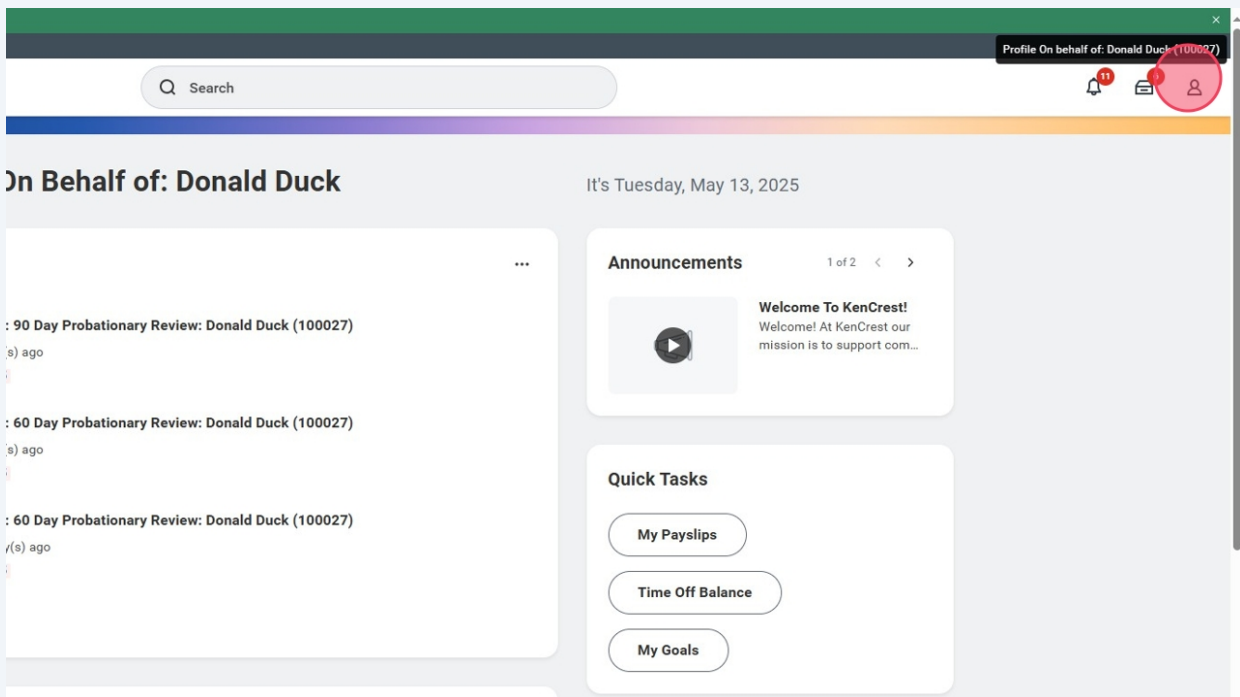 Profile On behalf of: Donald Duck (100027)
Search
11
On Behalf of: Donald Duck
It's Tuesday, May 13, 2025
: 90 Day Probationary Review: Donald Duck (100027)
(s) ago
: 60 Day Probationary Review: Donald Duck (100027)
(s) ago
: 60 Day Probationary Review: Donald Duck (100027)
y(s) ago
Announcements
1 of 2
Welcome To KenCrest!
Welcome! At KenCrest our
mission is to support com...
Quick Tasks
My Payslips
Time Off Balance
My Goals